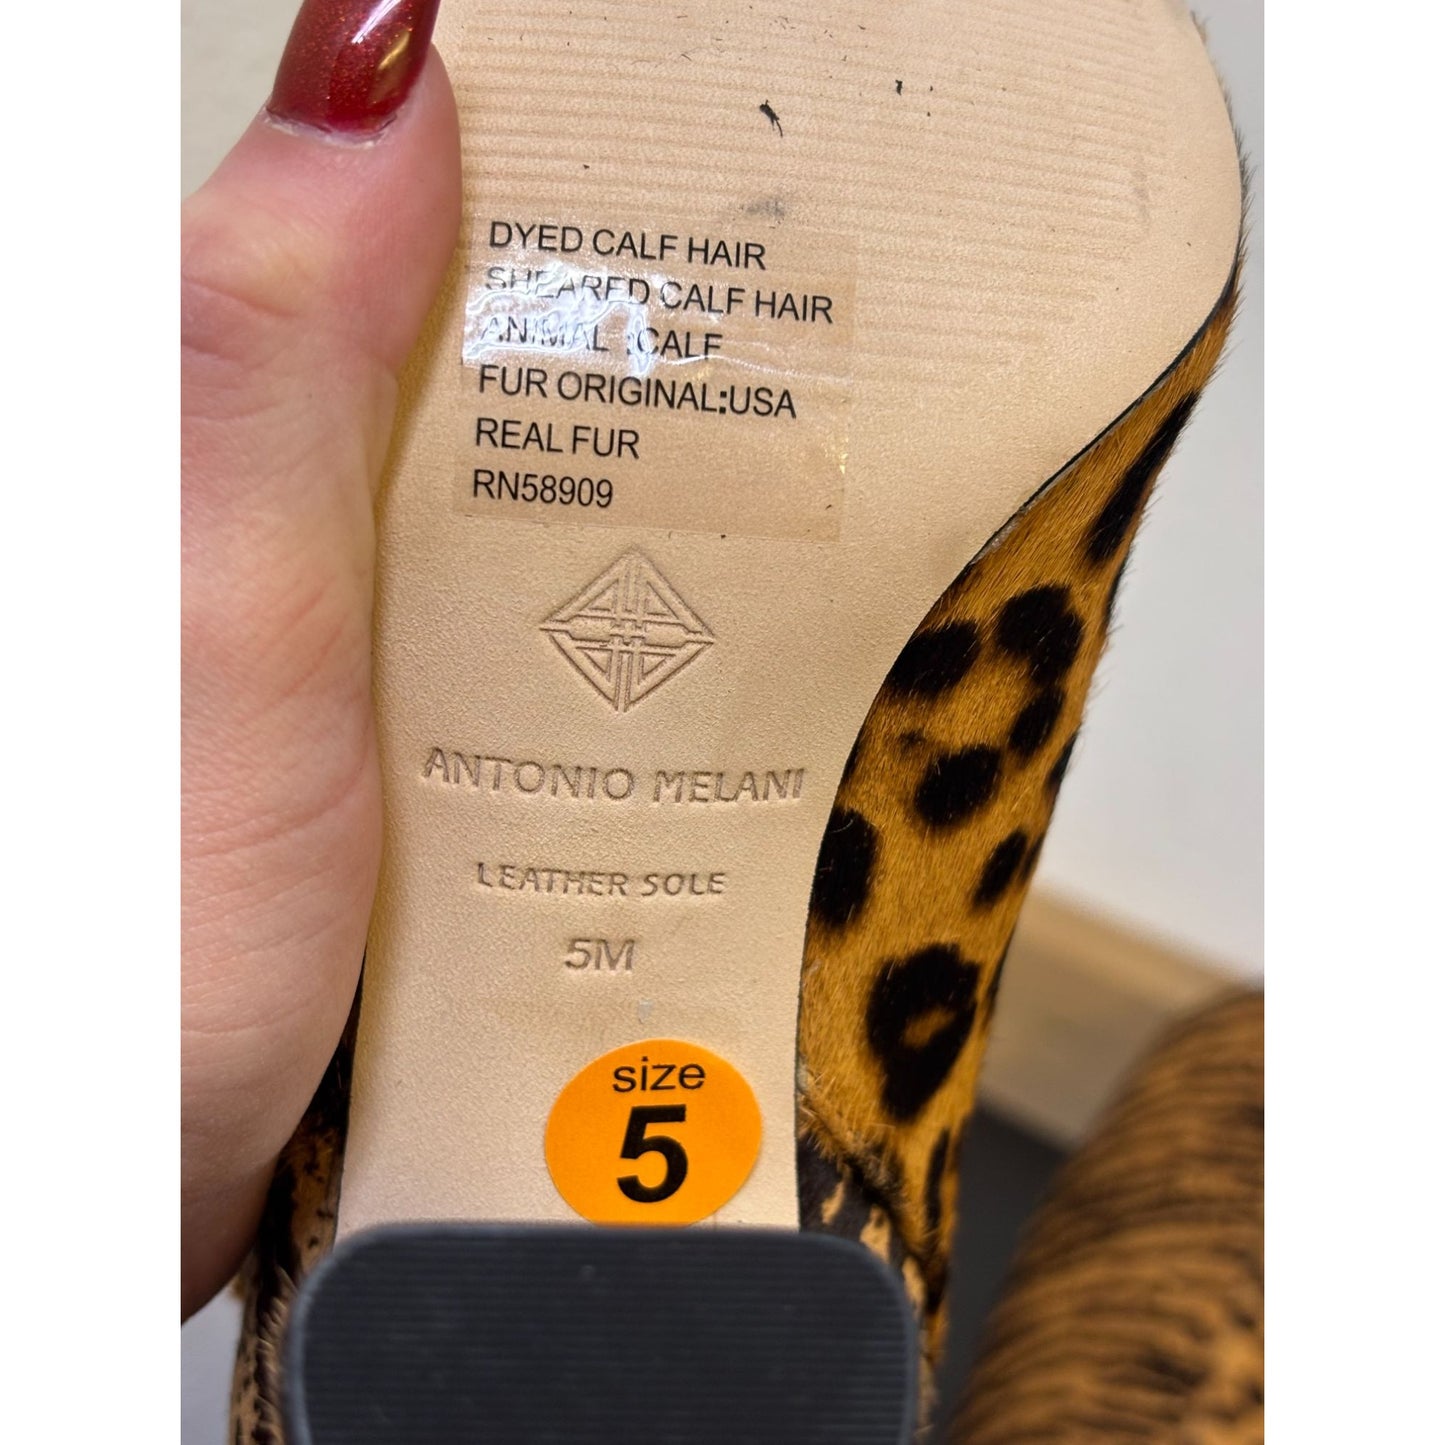 DYED CALF HAIR
SHEARED CALF HAIR
ANIMAL :CALF
FUR ORIGINAL:USA
REAL FUR
RN58909
ANTONIO MELANI
LEATHER SOLE
5M
size
5